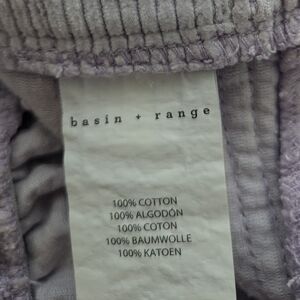 basin + range
100% COTTON
100% ALGODÓN
100% COTON
100% BAUMWOLLE
100% KATOEN